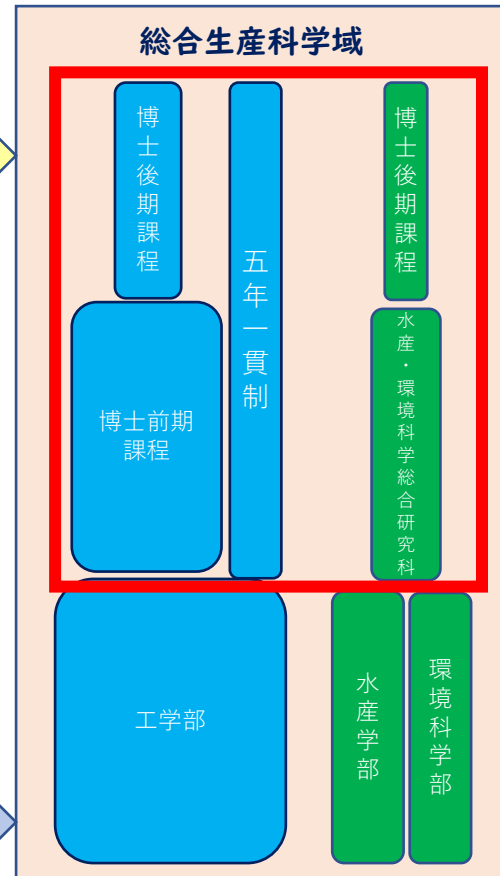 総合生産科学域
博士後期課程
五年一貫制
博士後期課程
博士前期
課程
水産・環境科学総合研究科
工学部
水産学部
環境科学部